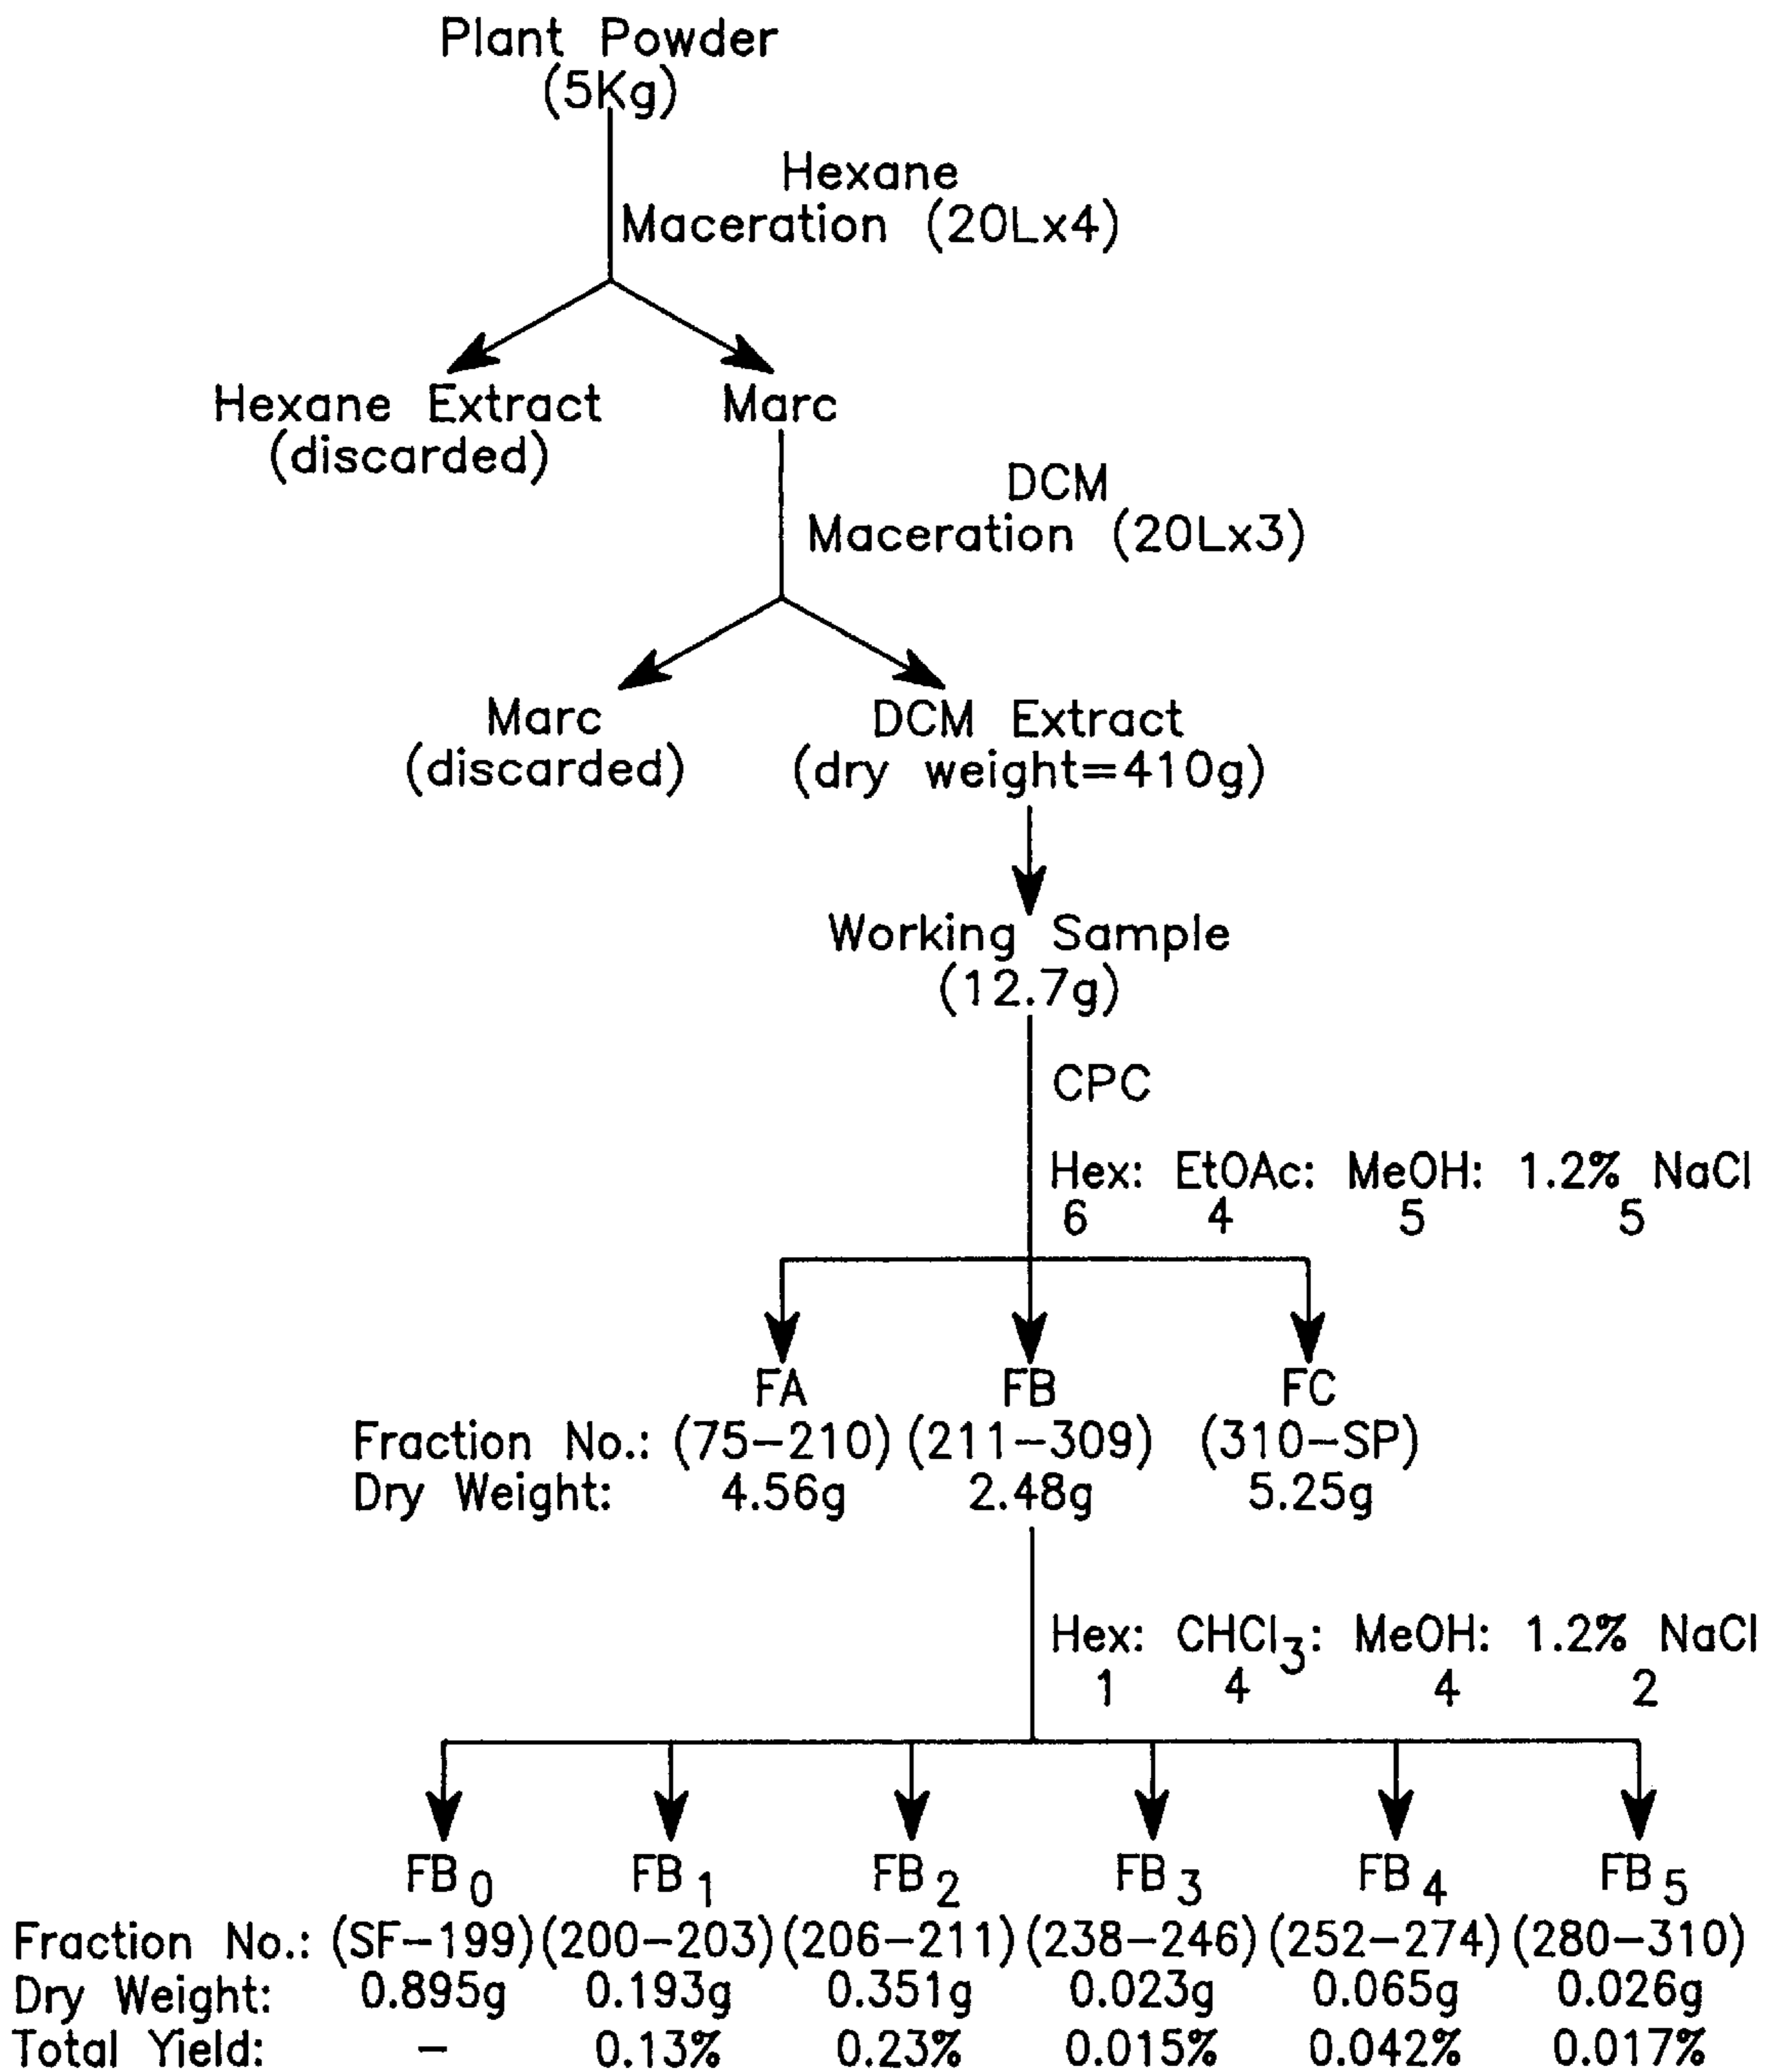 Plant Powder
(5Kg)
Hexane
Maceration (20Lx4)
Hexane Extract Marc
(discarded)
DCM
Maceration (20Lx3)
Marc DCM Extract
(discarded) (dry weight=410g)
Working Sample
(12.7g)
CPC
Hex: EtOAc: MeOH: 1.2% NaCl
6 4 5 5
FA FB FC
Fraction No.: (75-210) (211-309) (310-SP)
Dry Weight: 4.56g 2.48g 5.25g
Hex: CHCl₃: MeOH: 1.2% NaCl
1 4 4 2
FB₀ FB₁ FB₂ FB₃ FB₄ FB₅
Fraction No.: (SF-199) (200-203) (206-211) (238-246) (252-274) (280-310)
Dry Weight: 0.895g 0.193g 0.351g 0.023g 0.065g 0.026g
Total Yield: - 0.13% 0.23% 0.015% 0.042% 0.017%